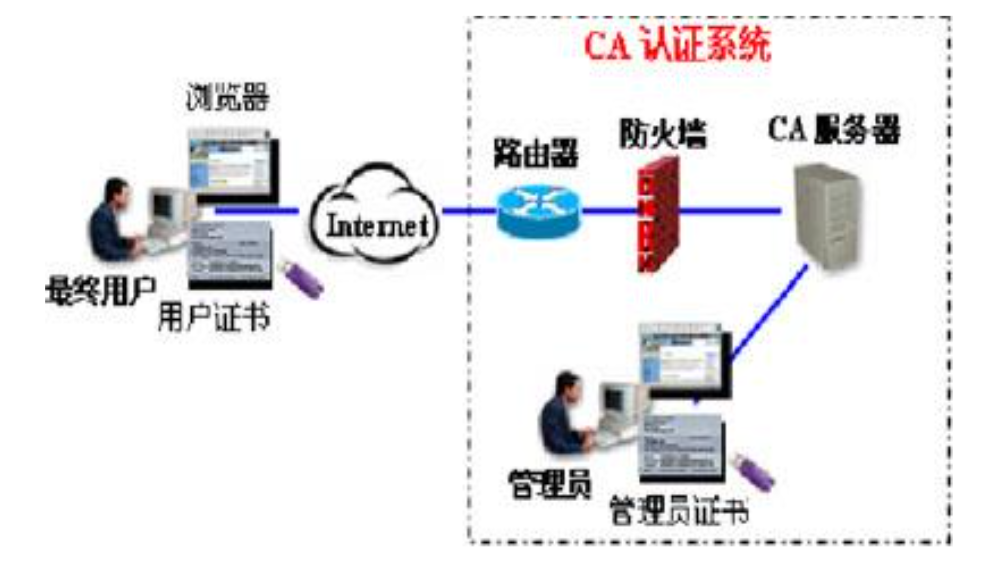 CA 认证系统
浏览器
路由器
防火墙
CA 服务器
Internet
最终用户
用户证书
管理员
管理员证书